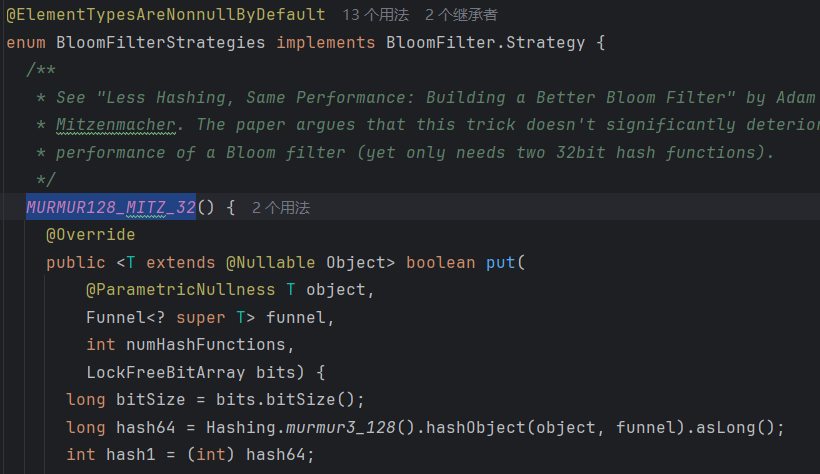 @ElementTypesAreNonnullByDefault 13 个用法 2 个继承者
enum BloomFilterStrategies implements BloomFilter.Strategy {
/**
* See "Less Hashing, Same Performance: Building a Better Bloom Filter" by Adam
* Mitzenmacher. The paper argues that this trick doesn't significantly deterior
* performance of a Bloom filter (yet only needs two 32bit hash functions).
*/
MURMUR128_MITZ_32() { 2 个用法
@Override
public <T extends @Nullable Object> boolean put(
@ParametricNullness T object,
Funnel<? super T> funnel,
int numHashFunctions,
LockFreeBitArray bits) {
long bitSize = bits.bitSize();
long hash64 = Hashing.murmur3_128().hashObject(object, funnel).asLong();
int hash1 = (int) hash64;